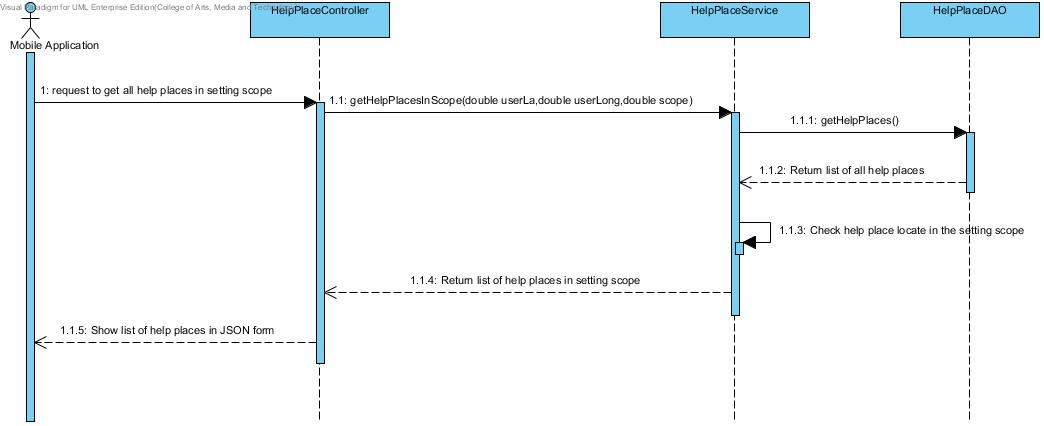 Visual Paradigm for UML Enterprise Edition(College of Arts, Media and Techn
HelpPlaceController
HelpPlaceService
HelpPlaceDAO
Mobile Application
1: request to get all help places in setting scope
1.1: getHelpPlacesInScope(double userLa,double userLong,double scope)
1.1.1: getHelpPlaces()
1.1.2: Return list of all help places
1.1.3: Check help place locate in the setting scope
1.1.4: Return list of help places in setting scope
1.1.5: Show list of help places in JSON form